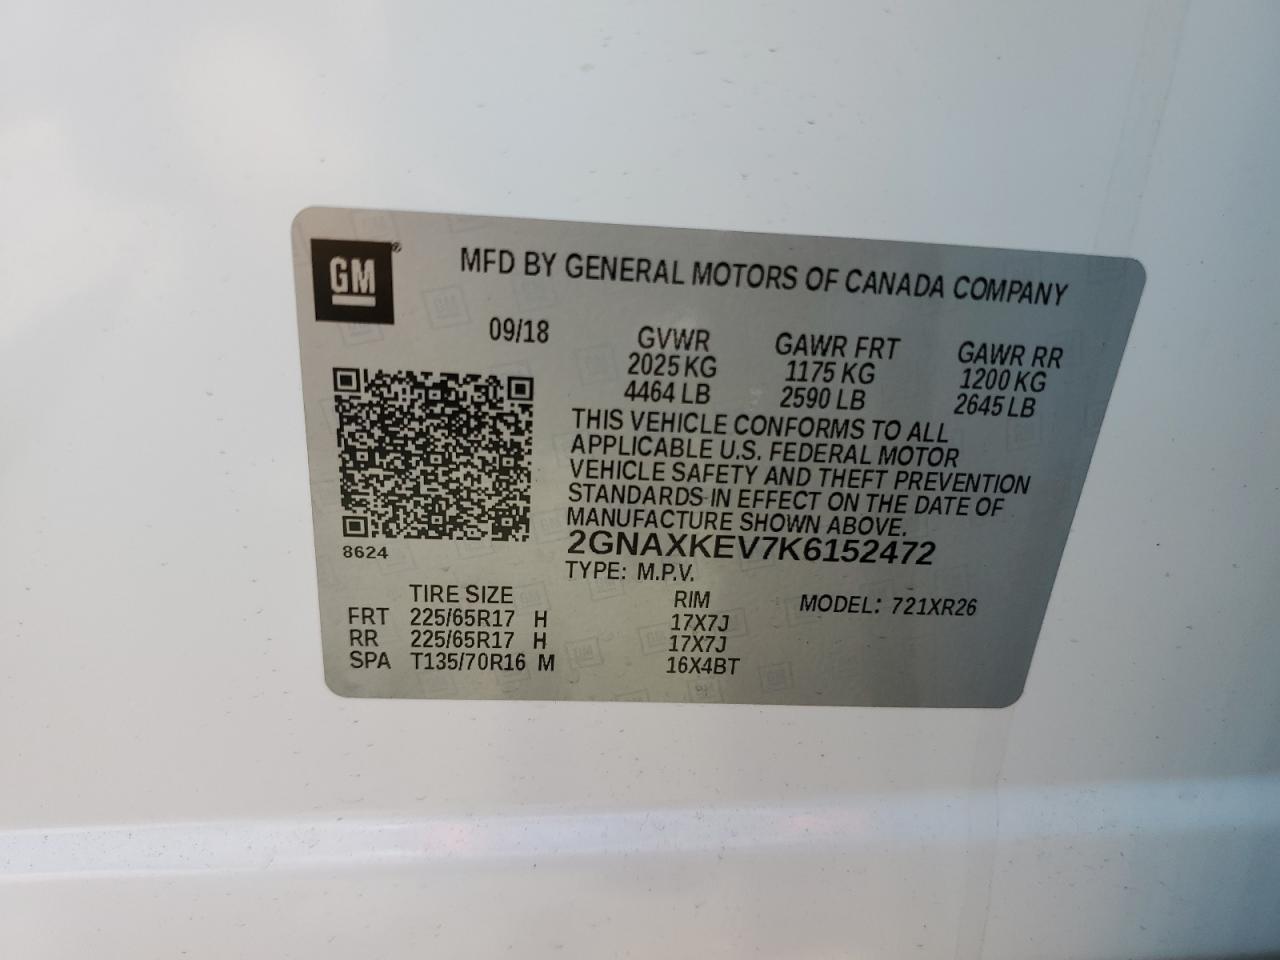 GM®
MFD BY GENERAL MOTORS OF CANADA COMPANY
09/18 GVWR GAWR FRT GAWR RR
2025 KG 1175 KG 1200 KG
4464 LB 2590 LB 2645 LB
THIS VEHICLE CONFORMS TO ALL
APPLICABLE U.S. FEDERAL MOTOR
VEHICLE SAFETY AND THEFT PREVENTION
STANDARDS IN EFFECT ON THE DATE OF
MANUFACTURE SHOWN ABOVE.
8624 2GNAXKEV7K6152472
TYPE: M.P.V.
TIRE SIZE RIM MODEL: 721XR26
FRT 225/65R17 H 17X7J
RR 225/65R17 H 17X7J
SPA T135/70R16 M 16X4BT